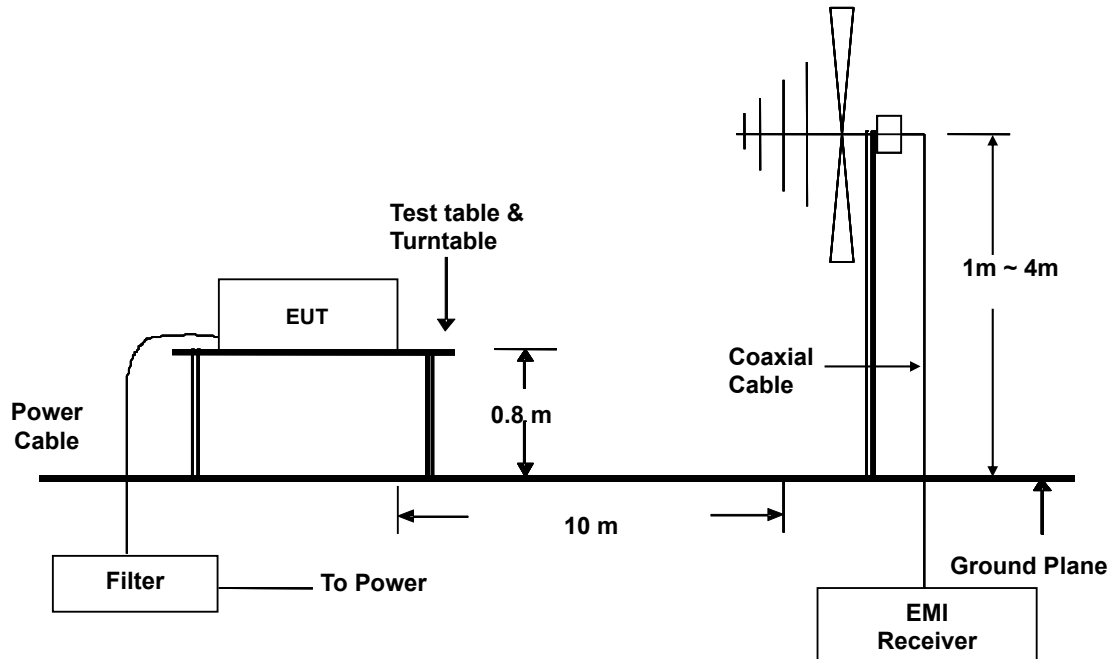 Test table &
Turntable
EUT
1m ~ 4m
Coaxial
Cable
0.8 m
Power
Cable
10 m
Filter
To Power
Ground Plane
EMI
Receiver